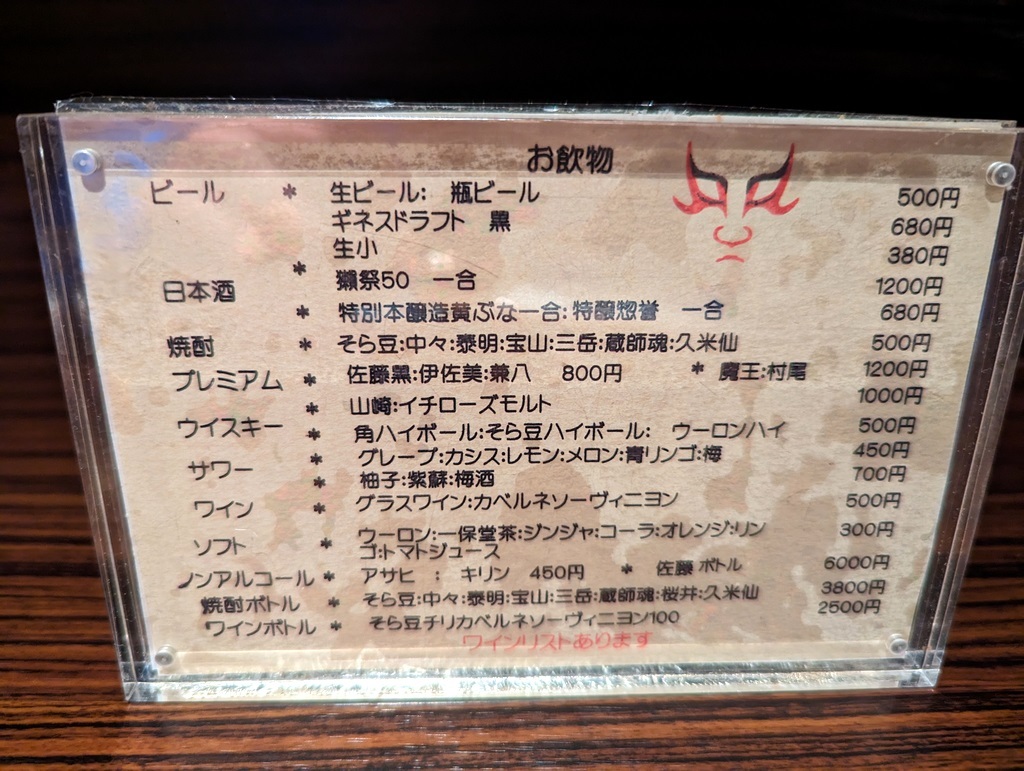 お飲物
ビール * 生ビール: 瓶ビール 500円
ギネスドラフト 黒 680円
生小 380円
日本酒 * 獺祭50 一合 1200円
* 特別本醸造黄ぶな一合:特醸惣誉 一合 680円
焼酎 * そら豆:中々:泰明:宝山:三岳:蔵師魂:久米仙 500円
プレミアム * 佐藤黒:伊佐美:兼八 800円 * 魔王:村尾 1200円
* 山崎:イチローズモルト 1000円
ウイスキー * 角ハイボール:そら豆ハイボール: ウーロンハイ 500円
サワー * グレープ:カシス:レモン:メロン:青リンゴ:梅 450円
* 柚子:紫蘇:梅酒 700円
ワイン * グラスワイン:カベルネソーヴィニヨン 500円
ソフト * ウーロン:一保堂茶:ジンジャ:コーラ:オレンジ:リン 300円
ゴ:トマトジュース
ノンアルコール * アサヒ : キリン 450円 * 佐藤ボトル 6000円
焼酎ボトル * そら豆:中々:泰明:宝山:三岳:蔵師魂:桜井:久米仙 3800円
ワインボトル * そら豆チリカベルネソーヴィニヨン100 2500円
ワインリストあります